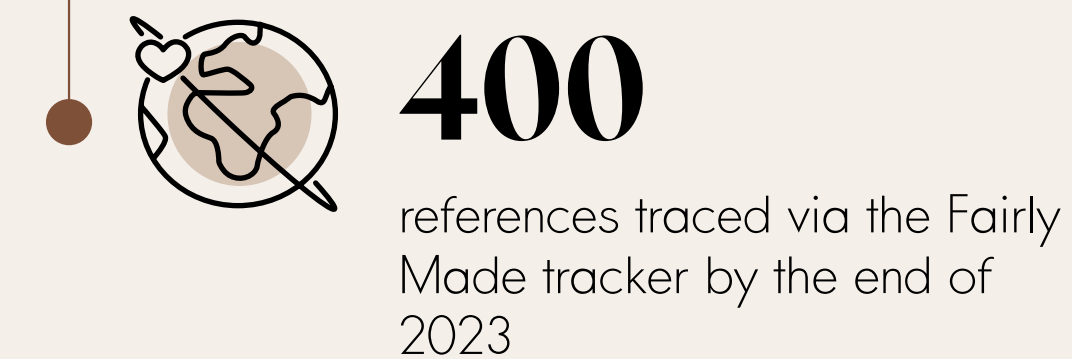 400
references traced via the Fairly
Made tracker by the end of
2023